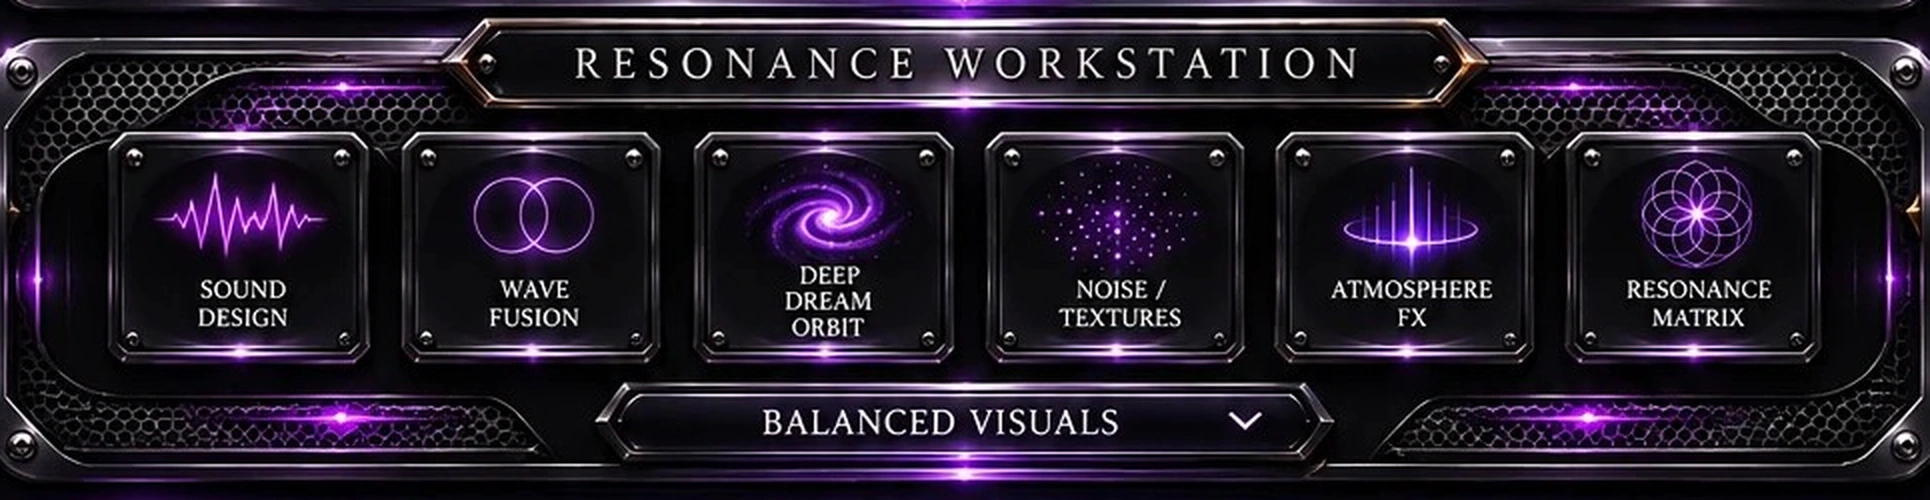 RESONANCE WORKSTATION
SOUND
DESIGN
WAVE
FUSION
DEEP
DREAM
ORBIT
NOISE /
TEXTURES
ATMOSPHERE
FX
RESONANCE
MATRIX
BALANCED VISUALS